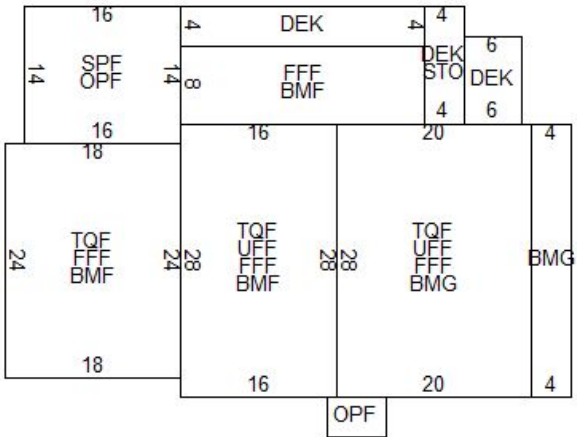 16
4 DEK 4
4
6
14 SPF 14
OPF
8 FFF
BMF
DEK
STO
DEK
16
4
6
18
16
20
4
24 TQF 24
FFF
BMF
28 TQF 28
UFF
FFF
BMF
28 TQF
UFF
FFF
BMG
BMG
18
16
20
4
OPF